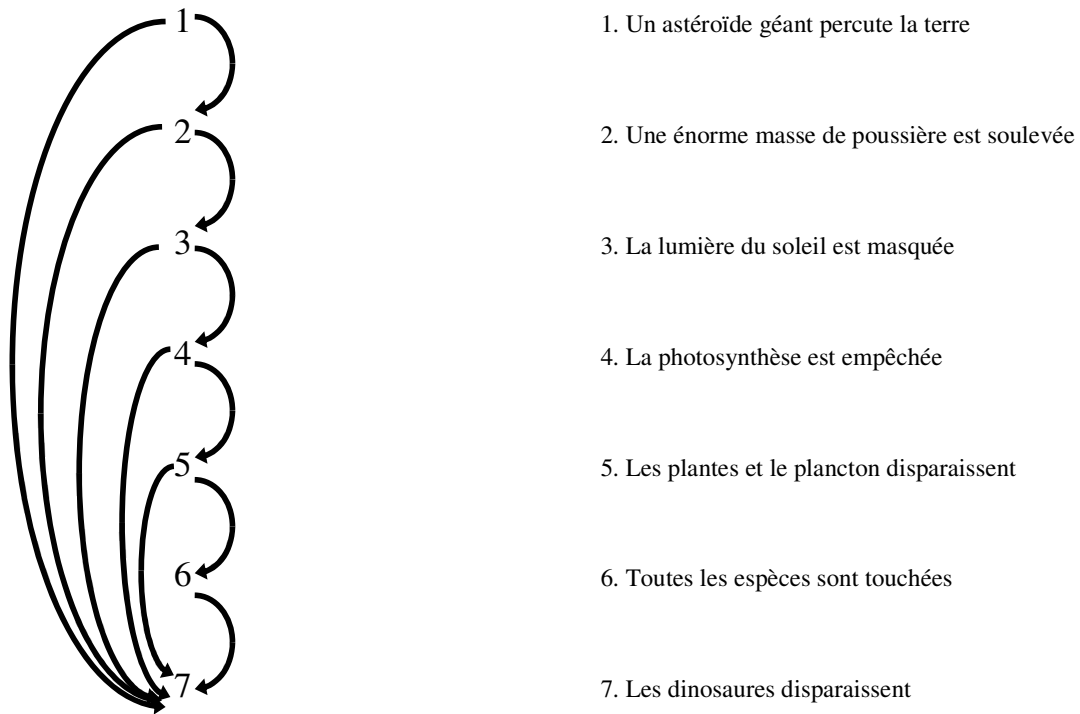 1 1. Un astéroïde géant percute la terre
2 2. Une énorme masse de poussière est soulevée
3 3. La lumière du soleil est masquée
4 4. La photosynthèse est empêchée
5 5. Les plantes et le plancton disparaissent
6 6. Toutes les espèces sont touchées
7 7. Les dinosaures disparaissent